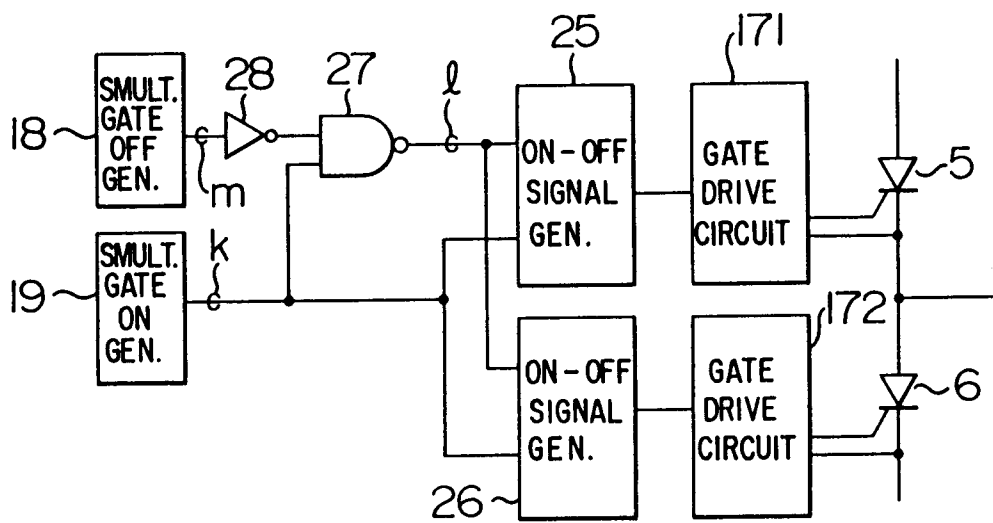 25
171
28
27
l
SMULT.
GATE
OFF
GEN.
18
m
ON-OFF
SIGNAL
GEN.
GATE
DRIVE
CIRCUIT
5
k
SMULT.
GATE
ON
GEN.
19
172
ON-OFF
SIGNAL
GEN.
GATE
DRIVE
CIRCUIT
6
26